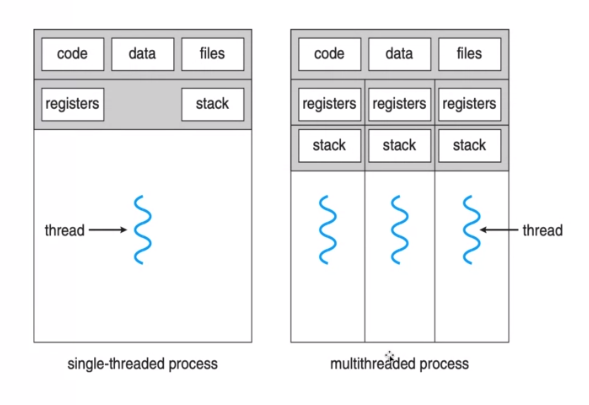 code data files
registers stack
thread
single-threaded process
code data files
registers registers registers
stack stack stack
thread
multithreaded process